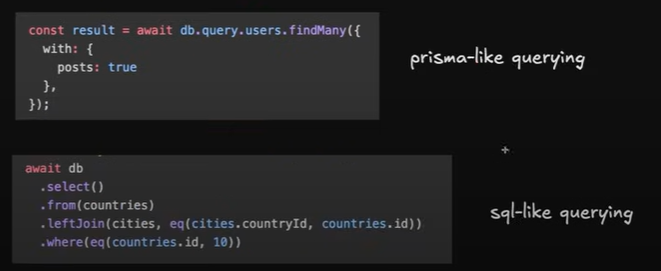 const result = await db.query.users.findMany({
  with: {
    posts: true
  },
});
prisma-like querying
await db
  .select()
  .from(countries)
  .leftJoin(cities, eq(cities.countryId, countries.id))
  .where(eq(countries.id, 10))
sql-like querying